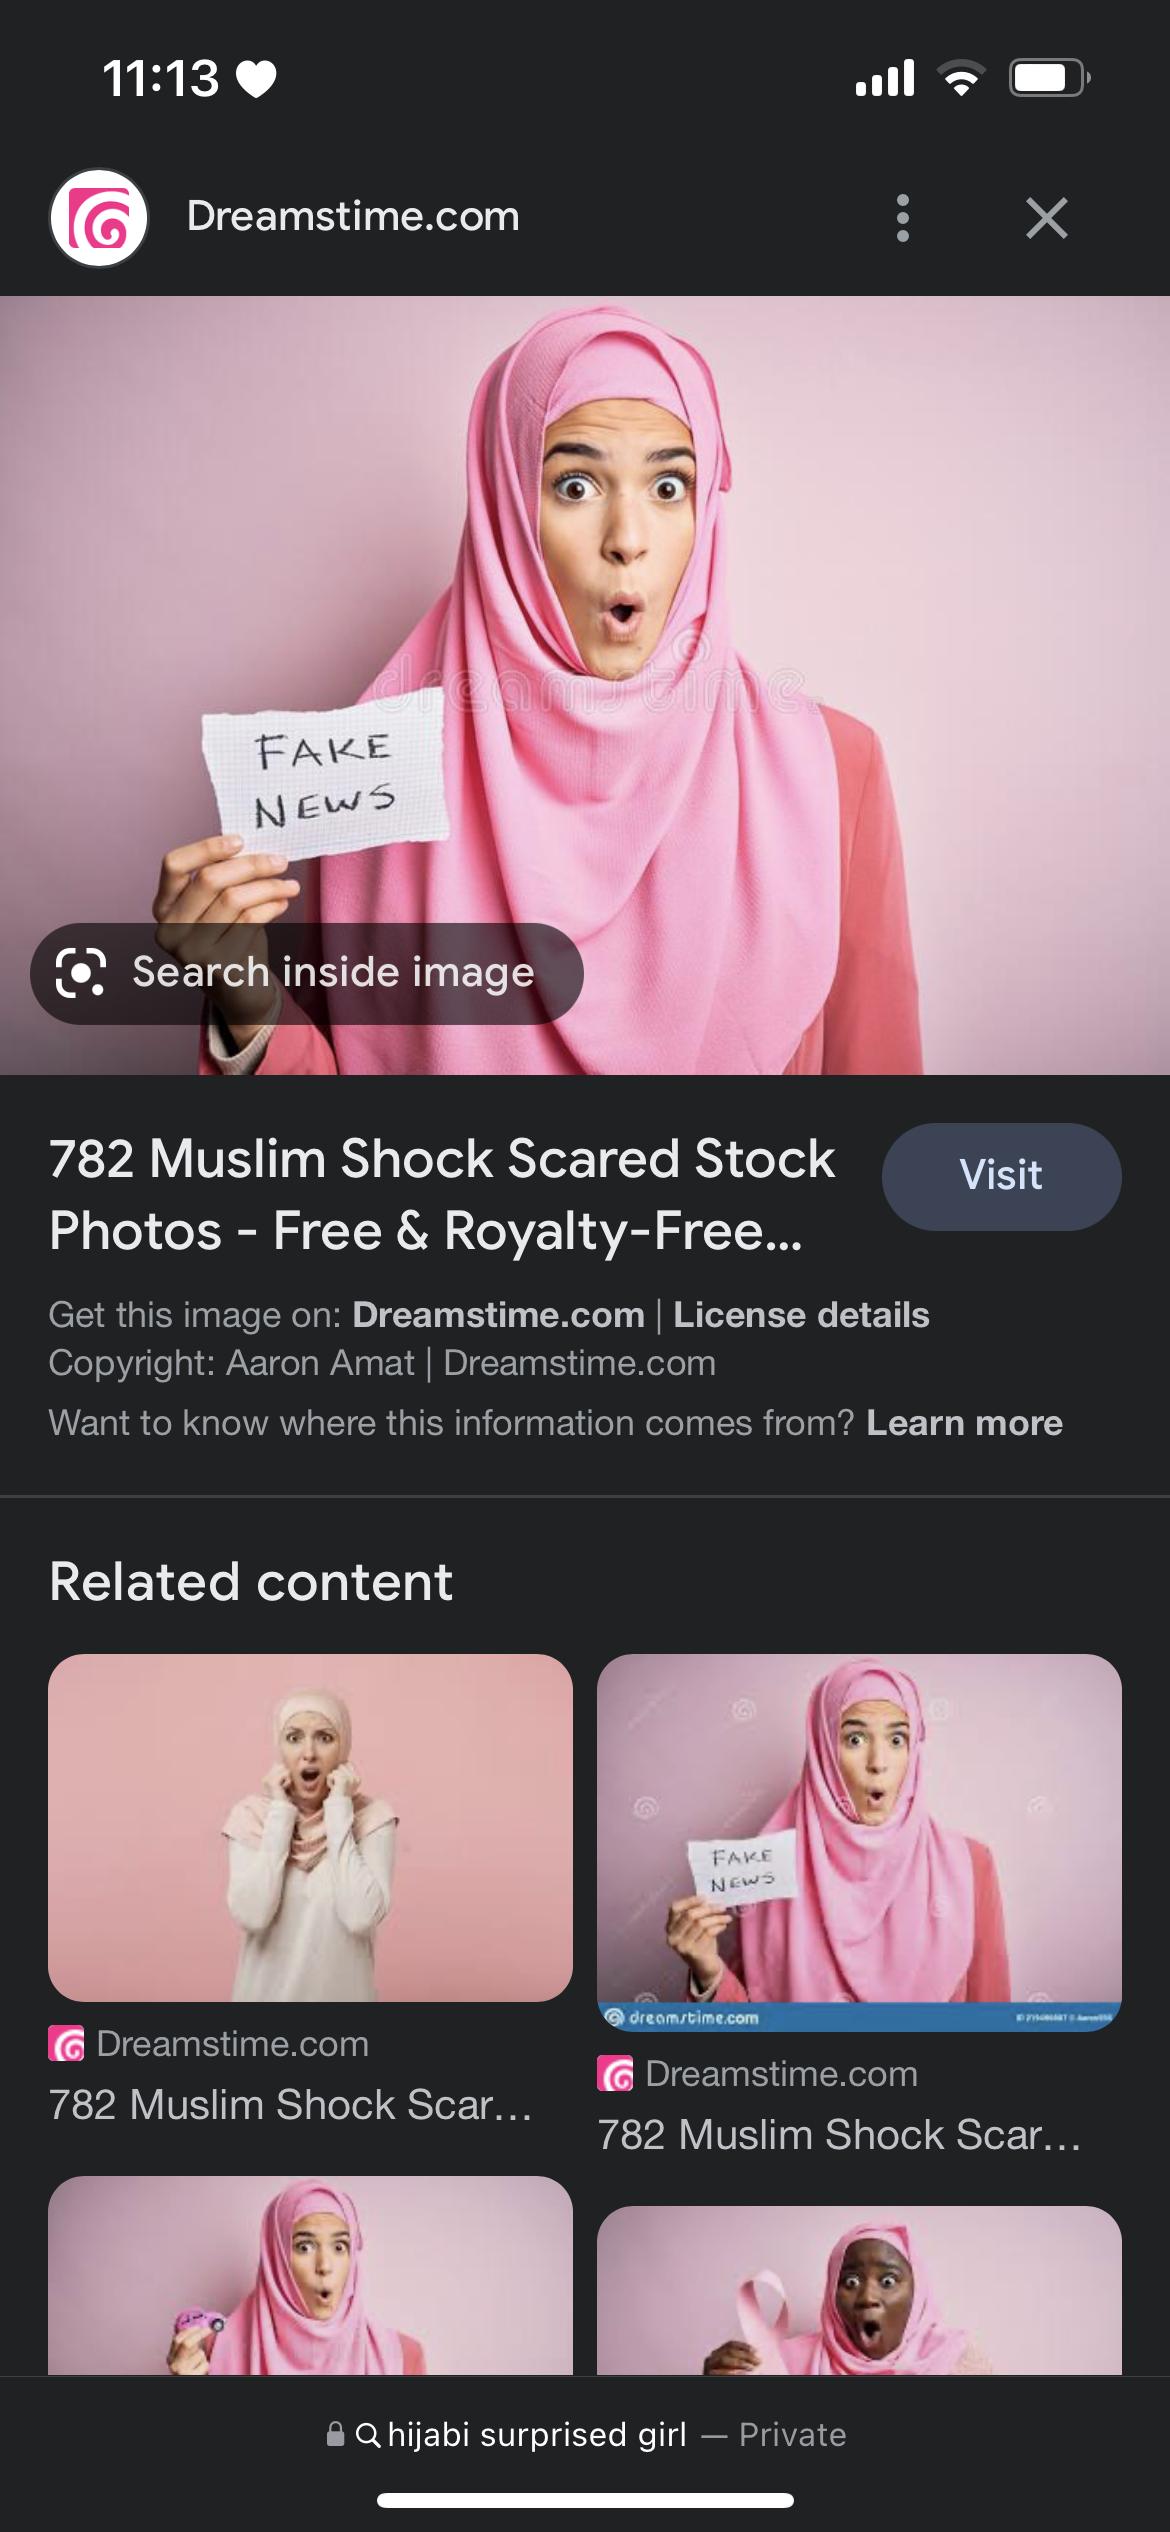 11:13
Dreamstime.com
dreamstime.
FAKE
NEWS
Search inside image
782 Muslim Shock Scared Stock
Photos - Free & Royalty-Free...
Visit
Get this image on: Dreamstime.com | License details
Copyright: Aaron Amat | Dreamstime.com
Want to know where this information comes from? Learn more
Related content
FAKE
NEWS
dreamstime.com
Dreamstime.com
782 Muslim Shock Scar...
Dreamstime.com
782 Muslim Shock Scar...
hijabi surprised girl — Private